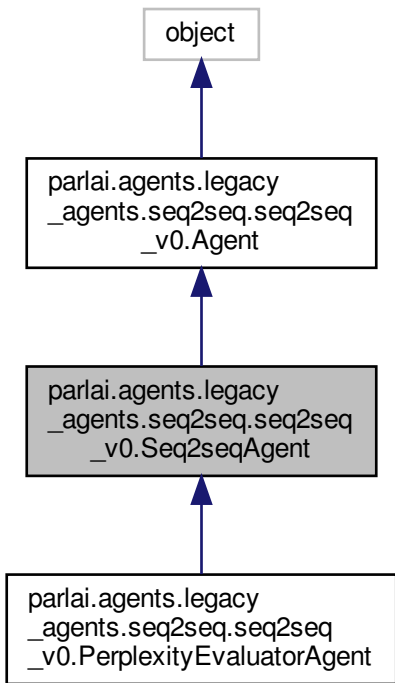 object
parlai.agents.legacy
_agents.seq2seq.seq2seq
_v0.Agent
parlai.agents.legacy
_agents.seq2seq.seq2seq
_v0.Seq2seqAgent
parlai.agents.legacy
_agents.seq2seq.seq2seq
_v0.PerplexityEvaluatorAgent